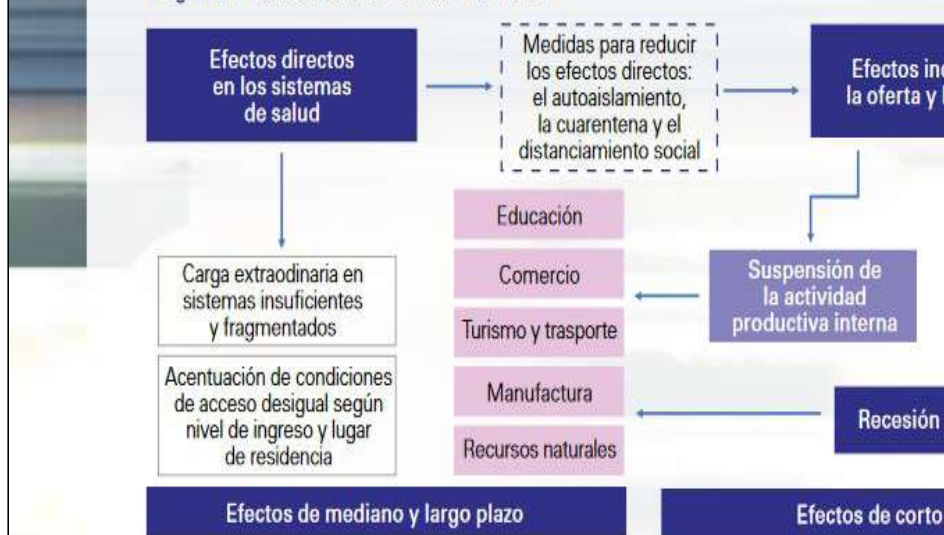 Efectos directos
en los sistemas
de salud
Medidas para reducir
los efectos directos:
el autoaislamiento,
la cuarentena y el
distanciamiento social
Efectos
la oferta y
Carga extraodinaria en
sistemas insuficientes
y fragmentados
Acentuación de condiciones
de acceso desigual según
nivel de ingreso y lugar
de residencia
Educación
Comercio
Turismo y trasporte
Manufactura
Recursos naturales
Suspensión de
la actividad
productiva interna
Recesión
Efectos de mediano y largo plazo
Efectos de corto